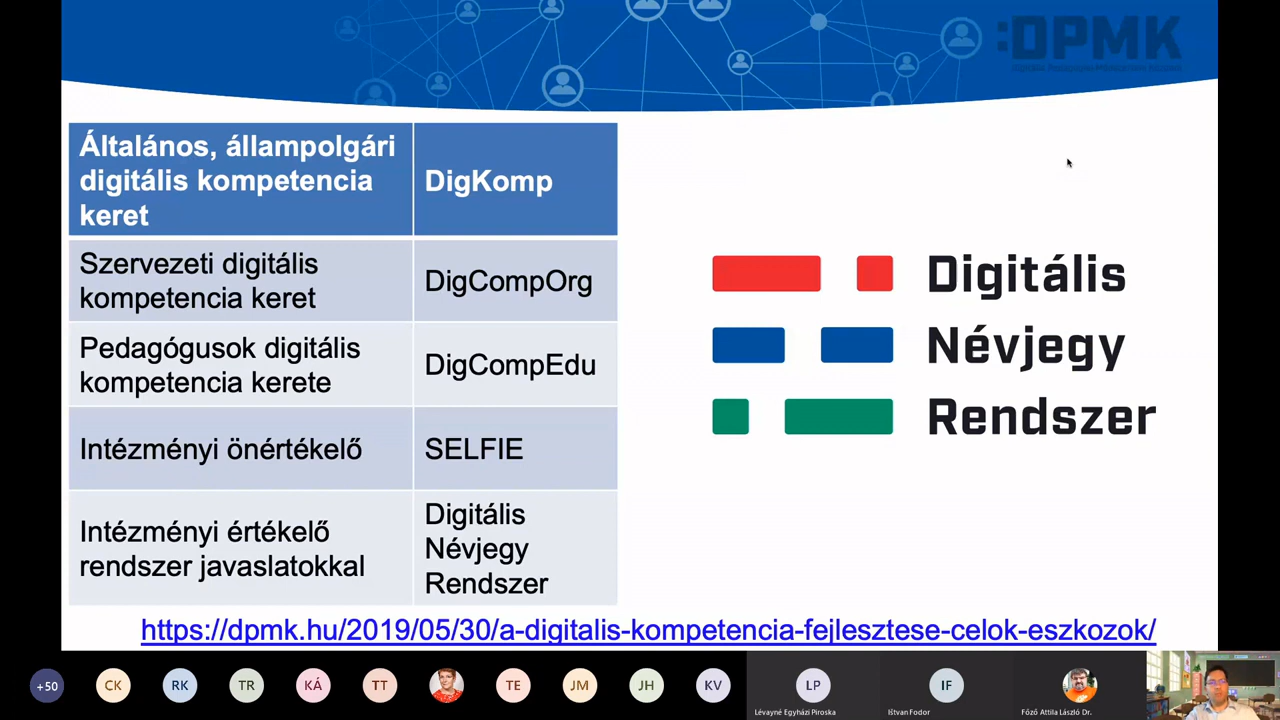 :DPMK
Általános, állampolgári
digitális kompetencia
keret
DigKomp
Szervezeti digitális
kompetencia keret
DigCompOrg
Pedagógusok digitális
kompetencia kerete
DigCompEdu
Intézményi önértékelő
SELFIE
Intézményi értékelő
rendszer javaslatokkal
Digitális
Névjegy
Rendszer
Digitális
Névjegy
Rendszer
https://dpmk.hu/2019/05/30/a-digitalis-kompetencia-fejlesztese-celok-eszkozok/
+50
CK
RK
TR
KÁ
TT
TE
JM
JH
KV
LP
Lévayné Egyházi Piroska
IF
István Fodor
Főző Attila László Dr.